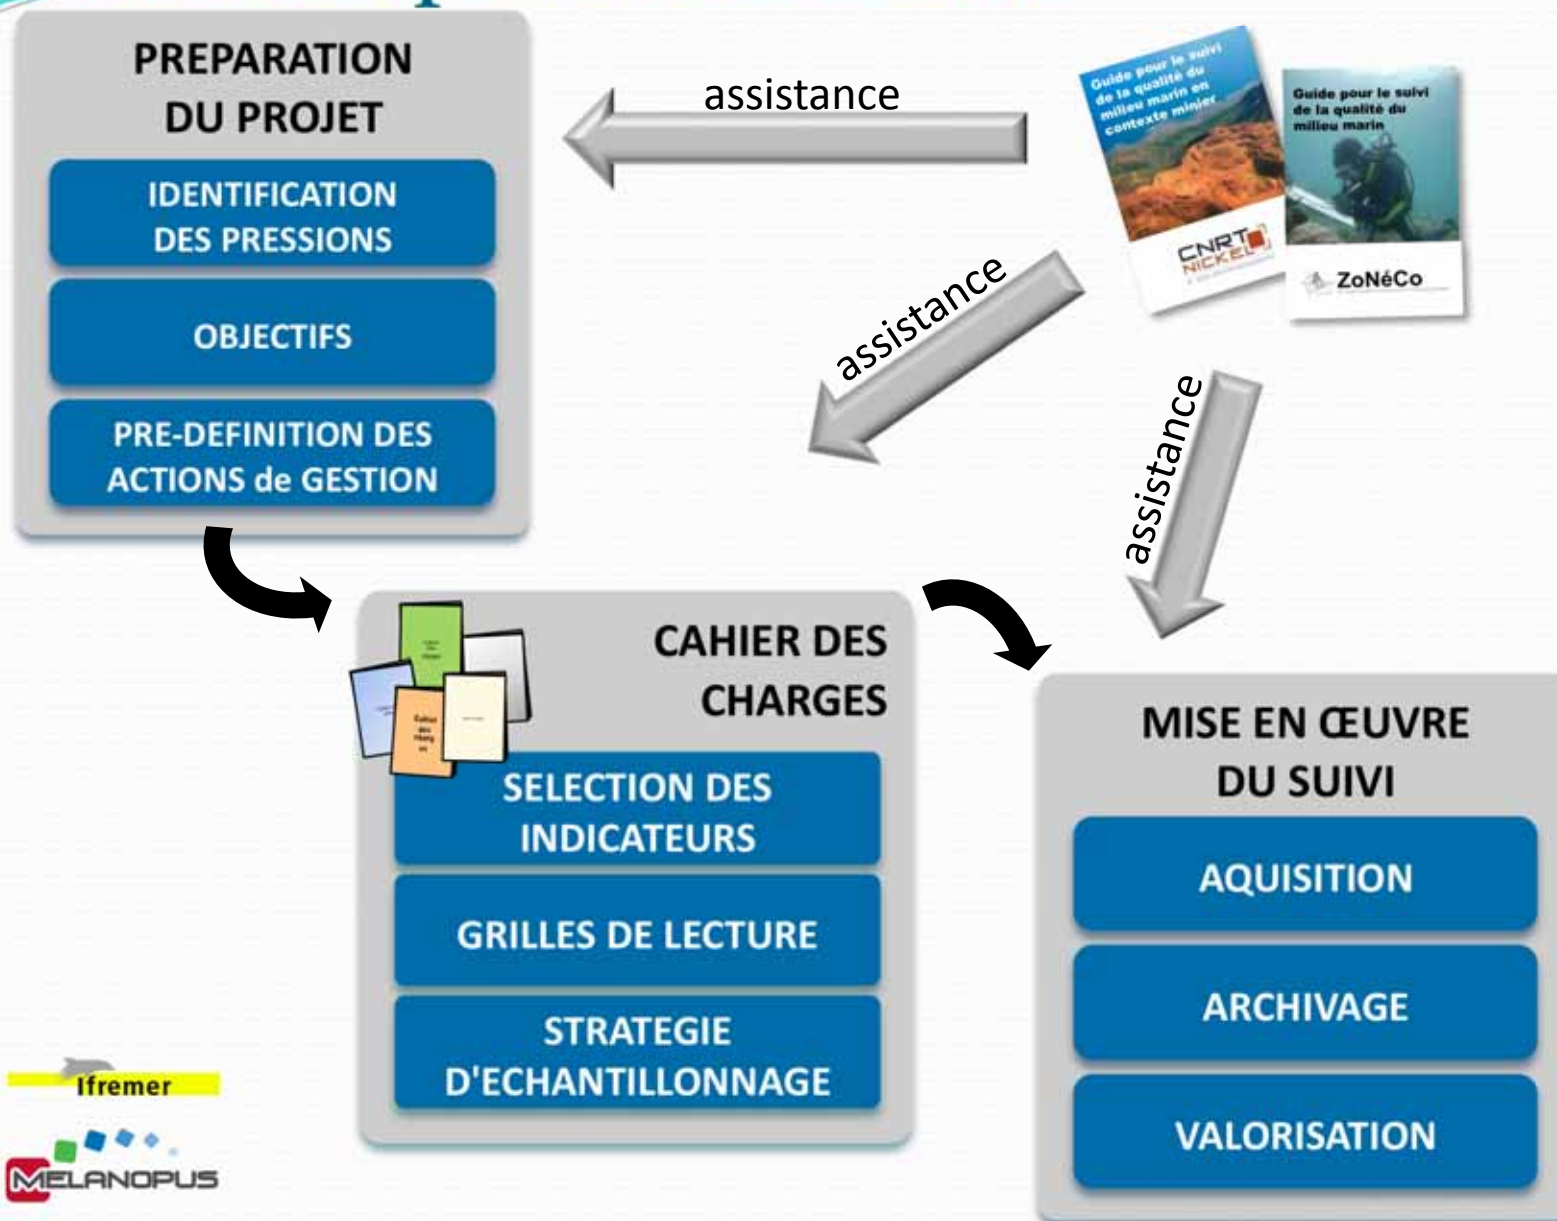 PREPARATION
DU PROJET
IDENTIFICATION
DES PRESSIONS
OBJECTIFS
PRE-DEFINITION DES
ACTIONS de GESTION
assistance
assistance
assistance
Guide pour le suivi
de la qualité du
milieu marin en
contexte minier
CNRT
NICKEL
Guide pour le suivi
de la qualité du
milieu marin
ZoNéCo
CAHIER DES
CHARGES
Cahier
des
SELECTION DES
INDICATEURS
GRILLES DE LECTURE
STRATEGIE
D'ECHANTILLONNAGE
MISE EN ŒUVRE
DU SUIVI
AQUISITION
ARCHIVAGE
VALORISATION
Ifremer
MELANOPUS